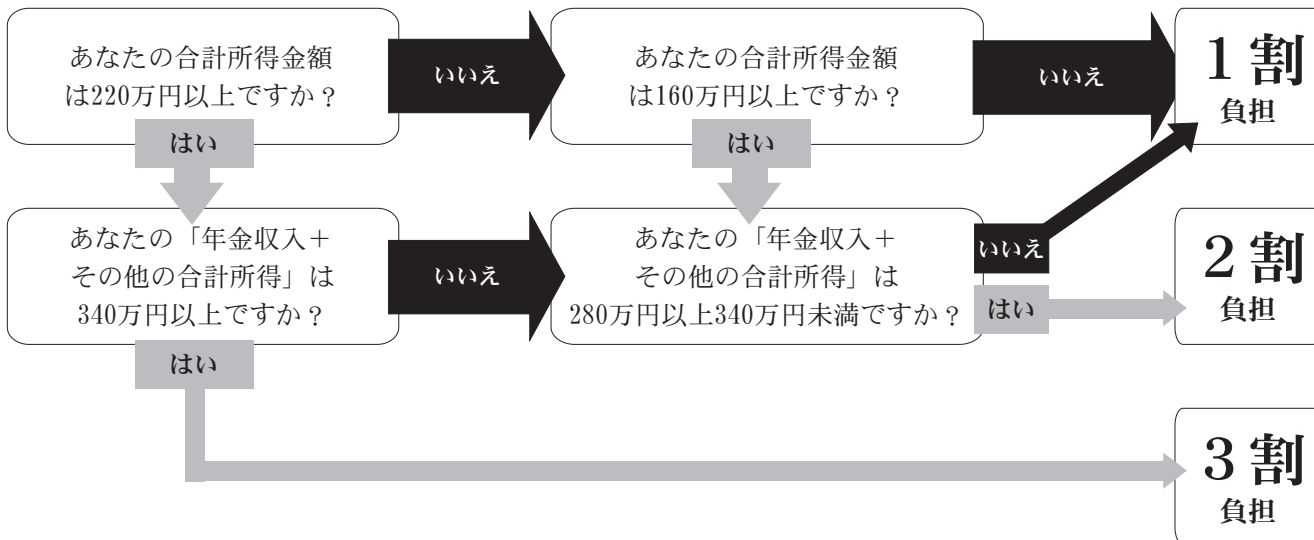 あなたの合計所得金額
は220万円以上ですか？
いいえ
あなたの合計所得金額
は160万円以上ですか？
いいえ
1割
負担
はい
はい
あなたの「年金収入＋
その他の合計所得」は
340万円以上ですか？
いいえ
あなたの「年金収入＋
その他の合計所得」は
280万円以上340万円未満ですか？
いいえ
はい
2割
負担
はい
3割
負担